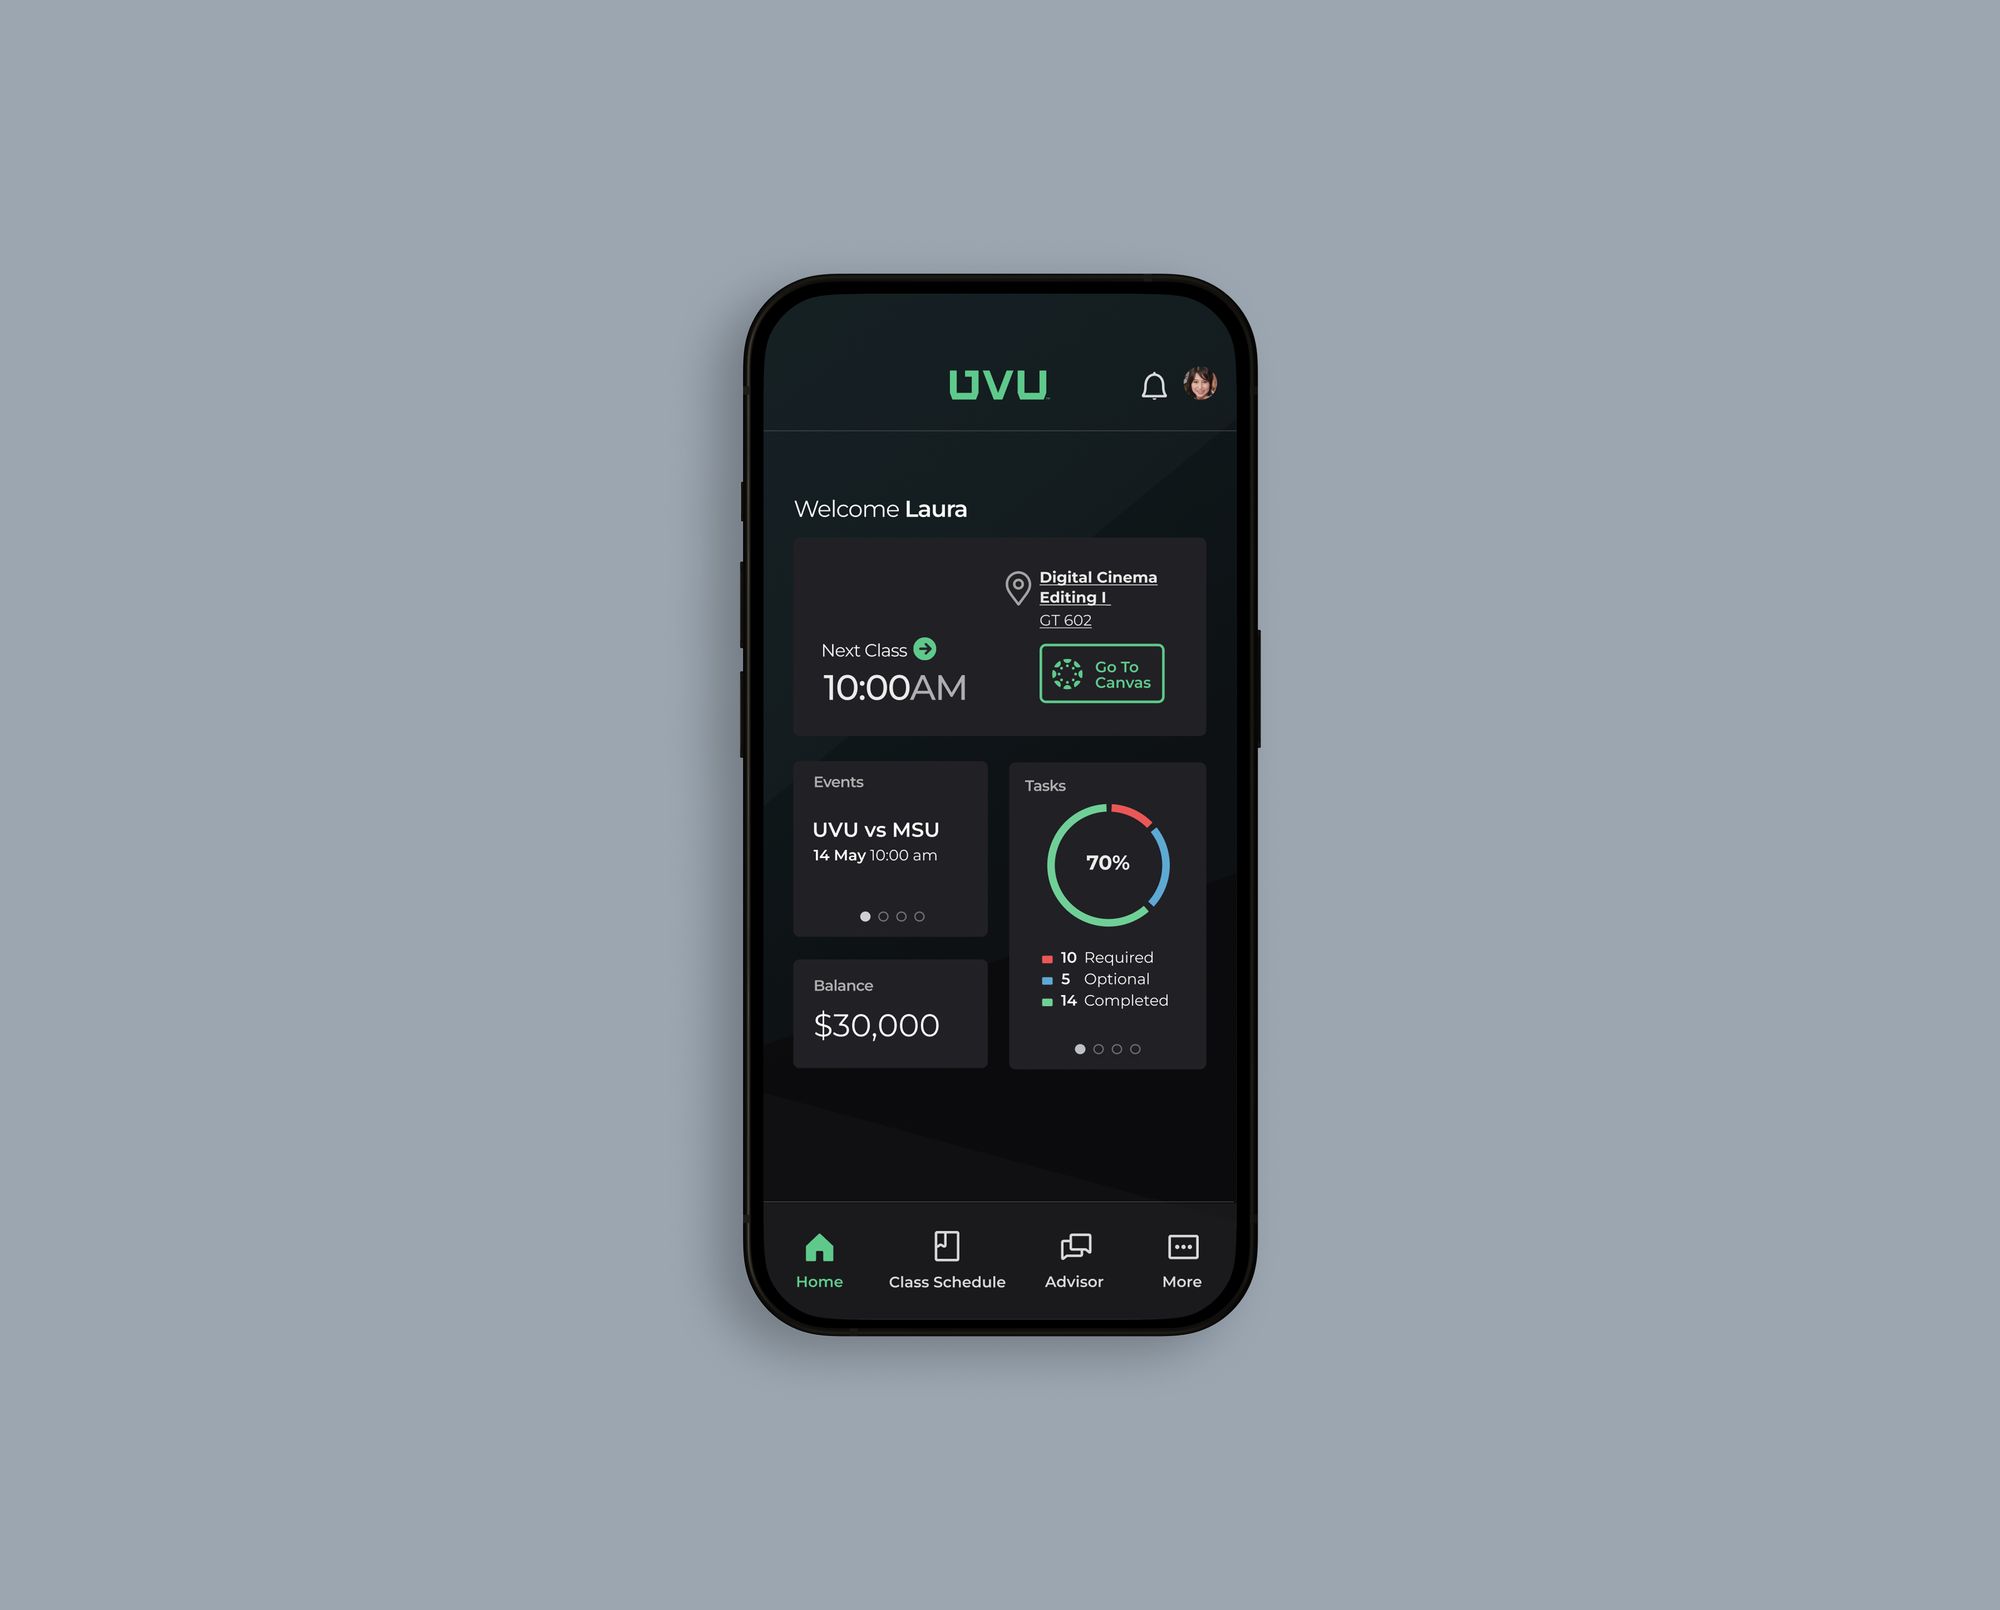 UVU
Welcome Laura
Digital Cinema
Editing I
GT 602
Next Class
10:00AM
Go To
Canvas
Events
UVU vs MSU
14 May 10:00 am
Tasks
70%
10 Required
5 Optional
14 Completed
Balance
$30,000
Home
Class Schedule
Advisor
More